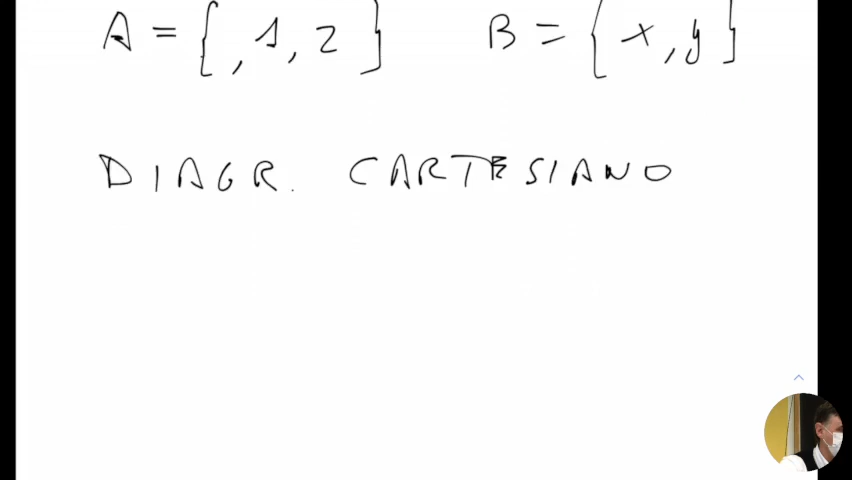 A = { , 1, 2 } B = { x, y }
DIAGR. CARTESIANO